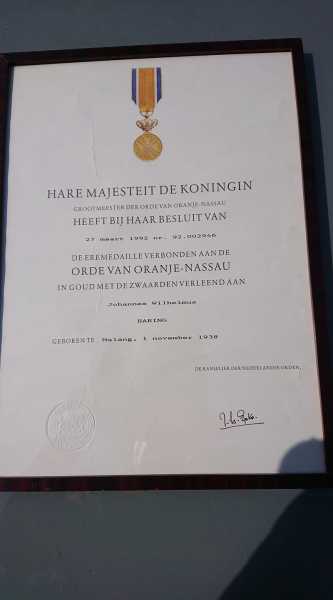 HARE MAJESTEIT DE KONINGIN
GROOTMEESTER DER ORDE VAN ORANJE-NASSAU
HEEFT BIJ HAAR BESLUIT VAN
27 maart 1992 nr. 92.002966
DE EREMEDAILLE VERBONDEN AAN DE
ORDE VAN ORANJE-NASSAU
IN GOUD MET DE ZWAARDEN VERLEEND AAN
Johannes Wilhelmus
HARING
GEBOREN TE Malang, 1 november 1938
DE KANSELIER DER NEDERLANDSE ORDEN,